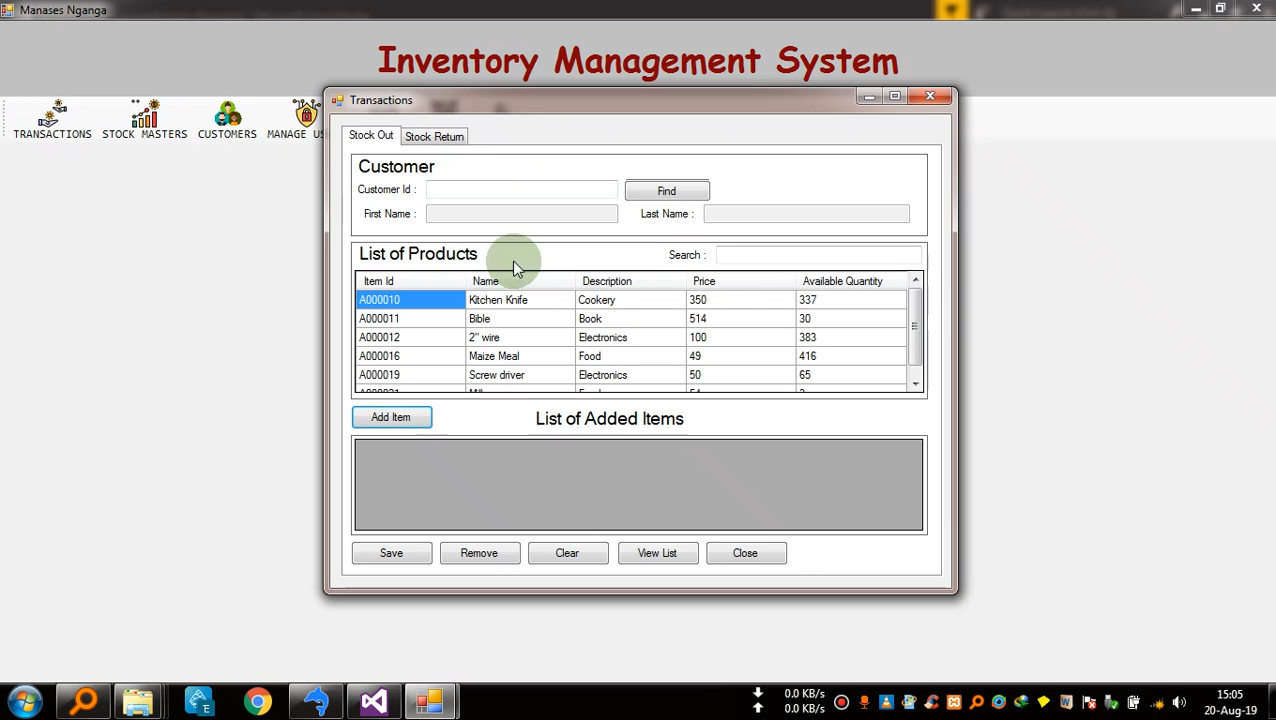 Manases Nganga
Inventory Management System
TRANSACTIONS STOCK MASTERS CUSTOMERS MANAGE US
Transactions
Stock Out Stock Return
Customer
Customer Id : Find
First Name : Last Name :
List of Products Search :
Item Id Name Description Price Available Quantity
A000010 Kitchen Knife Cookery 350 337
A000011 Bible Book 514 30
A000012 2" wire Electronics 100 383
A000016 Maize Meal Food 49 416
A000019 Screw driver Electronics 50 65
Add Item List of Added Items
Save Remove Clear View List Close
0.0 KB/s 15:05
0.0 KB/s 20-Aug-19